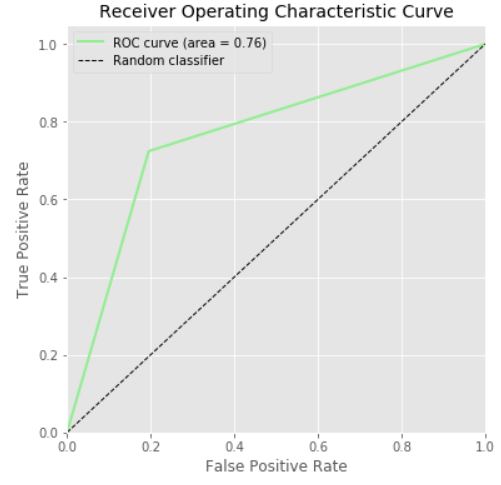 Receiver Operating Characteristic Curve
ROC curve (area = 0.76)
Random classifier
1.0
0.8
0.6
0.4
0.2
0.0
True Positive Rate
0.0 0.2 0.4 0.6 0.8 1.0
False Positive Rate